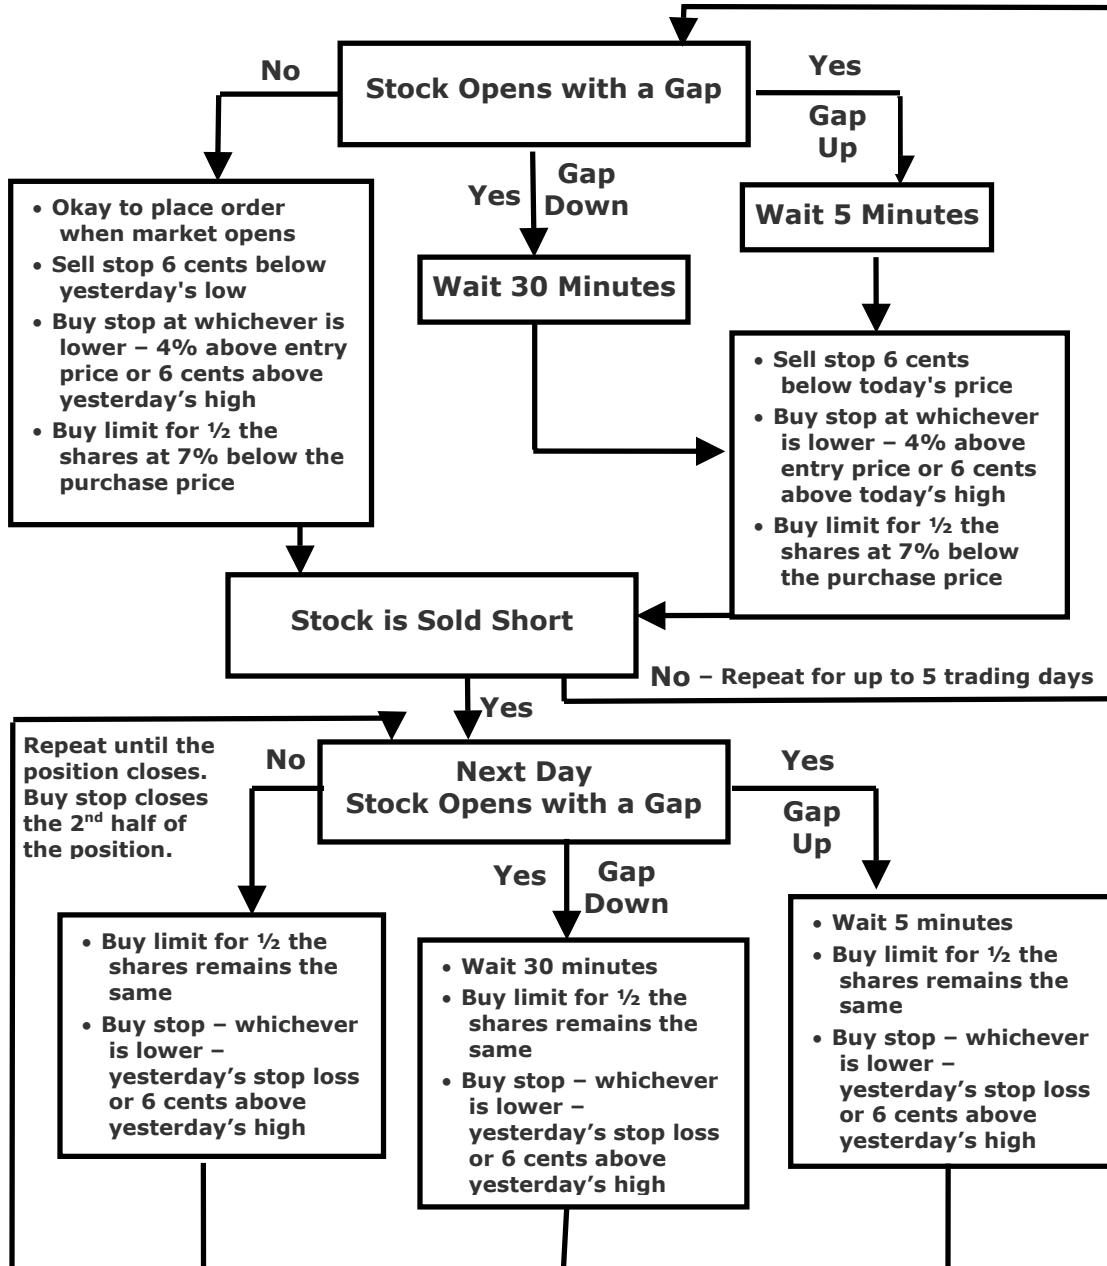 No
Stock Opens with a Gap
Yes
Gap
Up
Yes
Gap
Down
• Okay to place order
when market opens
• Sell stop 6 cents below
yesterday's low
• Buy stop at whichever is
lower – 4% above entry
price or 6 cents above
yesterday’s high
• Buy limit for ½ the
shares at 7% below the
purchase price
Wait 30 Minutes
Wait 5 Minutes
• Sell stop 6 cents
below today's price
• Buy stop at whichever
is lower – 4% above
entry price or 6 cents
above today’s high
• Buy limit for ½ the
shares at 7% below
the purchase price
Stock is Sold Short
No – Repeat for up to 5 trading days
Yes
Repeat until the
position closes.
Buy stop closes
the 2nd half of
the position.
No
Next Day
Stock Opens with a Gap
Yes
Gap
Up
Yes
Gap
Down
• Buy limit for ½ the
shares remains the
same
• Buy stop – whichever
is lower –
yesterday’s stop loss
or 6 cents above
yesterday’s high
• Wait 30 minutes
• Buy limit for ½ the
shares remains the
same
• Buy stop – whichever
is lower –
yesterday’s stop loss
or 6 cents above
yesterday’s high
• Wait 5 minutes
• Buy limit for ½ the
shares remains the
same
• Buy stop – whichever
is lower –
yesterday’s stop loss
or 6 cents above
yesterday’s high